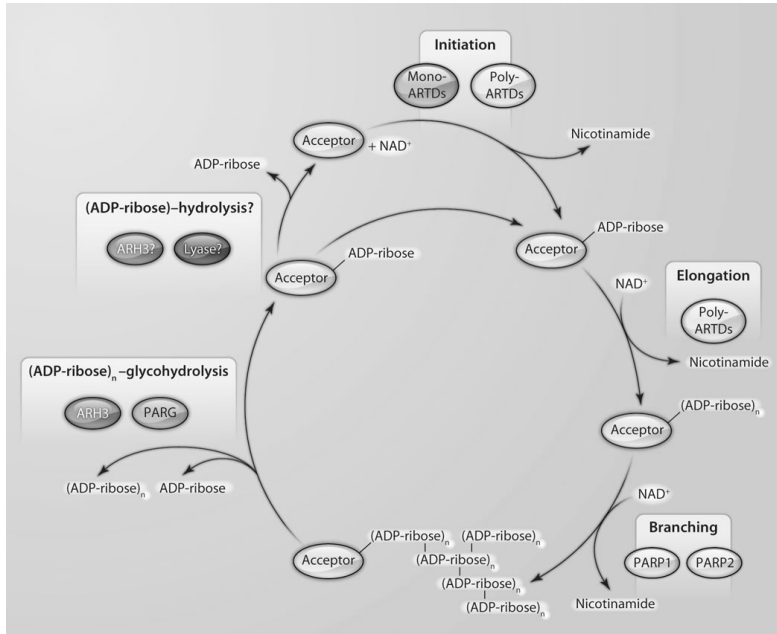 Initiation
Mono-
ARTDs
Poly-
ARTDs
Acceptor
+ NAD⁺
Nicotinamide
ADP-ribose
(ADP-ribose)–hydrolysis?
ARH3?
Lyase?
Acceptor
ADP-ribose
Acceptor
ADP-ribose
NAD⁺
Elongation
Poly-
ARTDs
Nicotinamide
(ADP-ribose)ₙ–glycohydrolysis
ARH3
PARG
(ADP-ribose)ₙ
ADP-ribose
Acceptor
(ADP-ribose)ₙ
NAD⁺
Branching
PARP1
PARP2
Nicotinamide
Acceptor
(ADP-ribose)ₙ
(ADP-ribose)ₙ
(ADP-ribose)ₙ
(ADP-ribose)ₙ
(ADP-ribose)ₙ